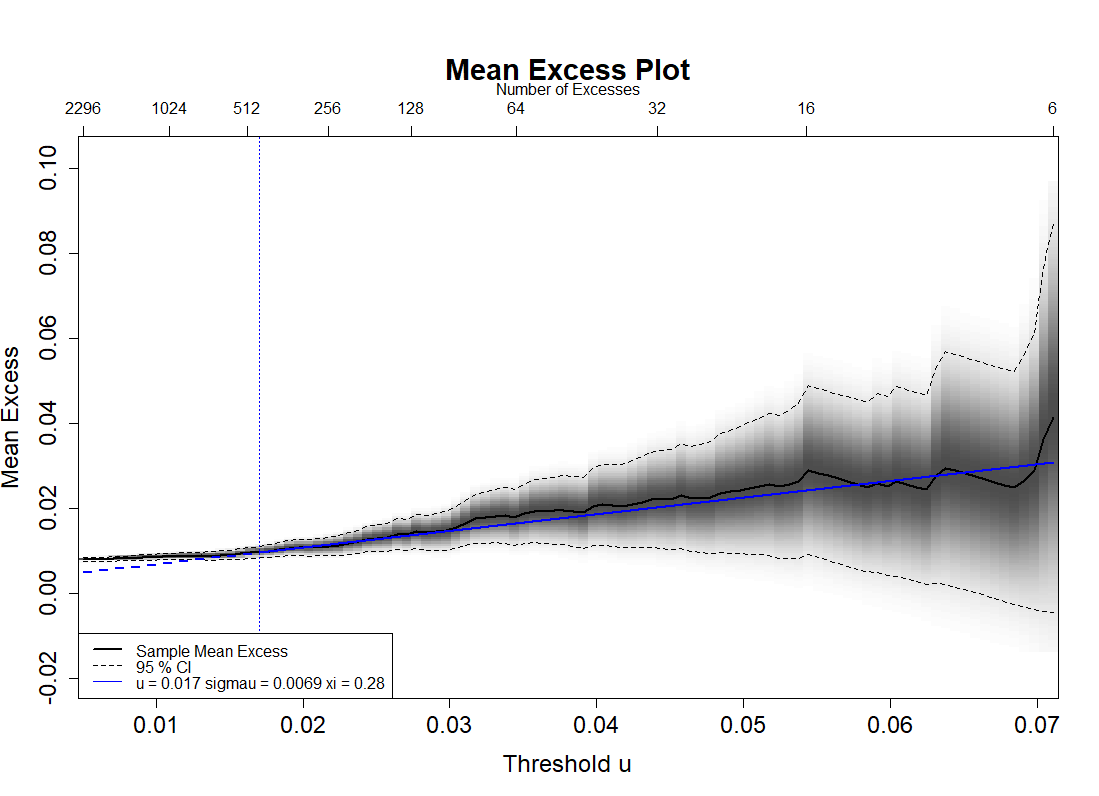 Mean Excess Plot
Number of Excesses
2296 1024 512 256 128 64 32 16 6
0.10
0.08
0.06
0.04
0.02
0.00
-0.02
Mean Excess
Sample Mean Excess
95 % CI
u = 0.017 sigmau = 0.0069 xi = 0.28
0.01 0.02 0.03 0.04 0.05 0.06 0.07
Threshold u